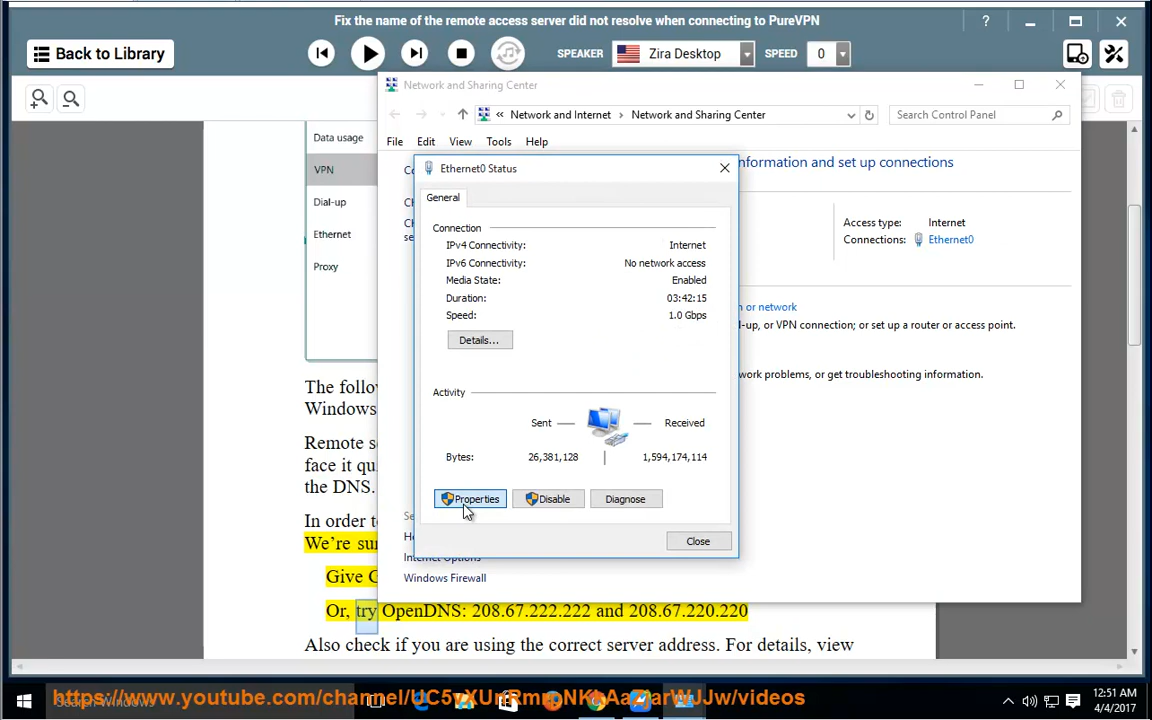 Fix the name of the remote access server did not resolve when connecting to PureVPN
?
Back to Library
SPEAKER
Zira Desktop
SPEED
0
Network and Sharing Center
« Network and Internet › Network and Sharing Center
Search Control Panel
File Edit View Tools Help
Data usage
VPN
Dial-up
Ethernet
Proxy
nformation and set up connections
Access type: Internet
Connections: Ethernet0
n or network
-up, or VPN connection; or set up a router or access point.
work problems, or get troubleshooting information.
Ethernet0 Status
General
Connection
IPv4 Connectivity: Internet
IPv6 Connectivity: No network access
Media State: Enabled
Duration: 03:42:15
Speed: 1.0 Gbps
Details...
Activity
Sent — — Received
Bytes: 26,381,128 | 1,594,174,114
Properties Disable Diagnose
Close
Windows Firewall
The follow
Windows
Remote s
face it qu
the DNS.
In order t
We're sur
Give G
Or, try OpenDNS: 208.67.222.222 and 208.67.220.220
Also check if you are using the correct server address. For details, view
12:51 AM
4/4/2017